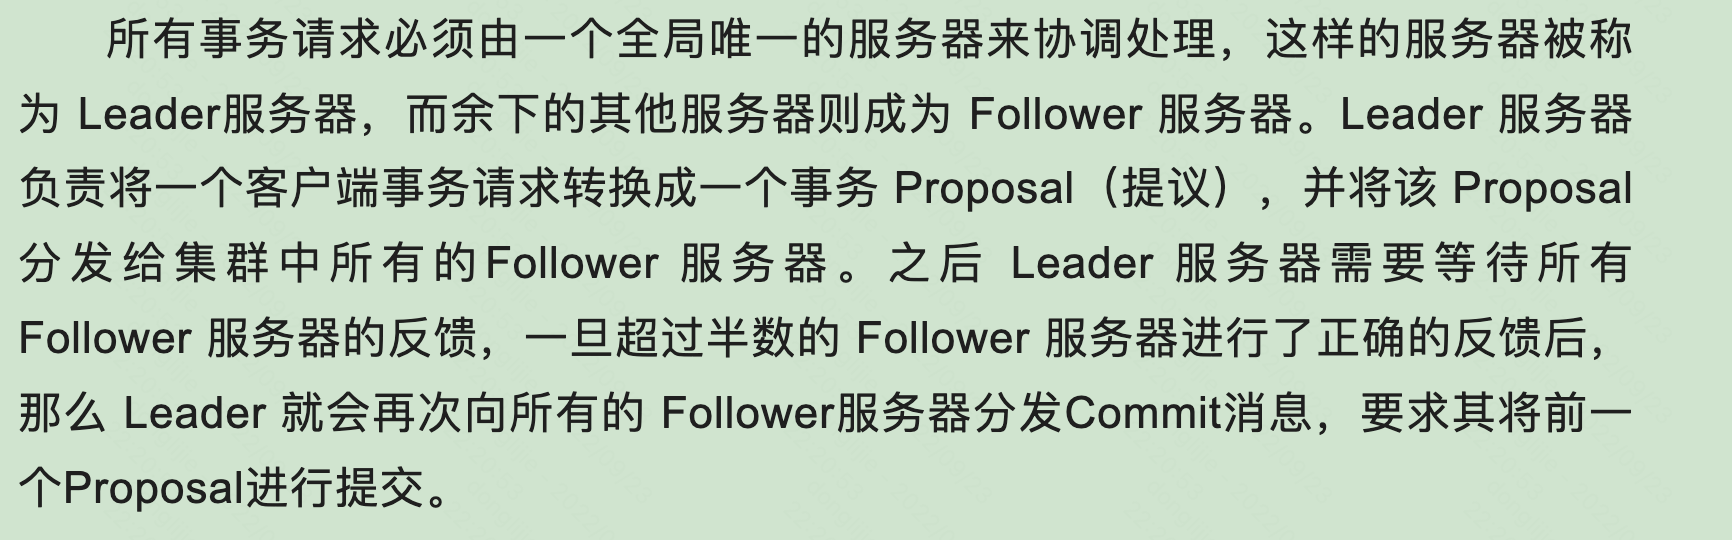 所有事务请求必须由一个全局唯一的服务器来协调处理，这样的服务器被称
为 Leader服务器，而余下的其他服务器则成为 Follower 服务器。Leader 服务器
负责将一个客户端事务请求转换成一个事务 Proposal（提议），并将该 Proposal
分发给集群中所有的Follower 服务器。之后 Leader 服务器需要等待所有
Follower 服务器的反馈，一旦超过半数的 Follower 服务器进行了正确的反馈后，
那么 Leader 就会再次向所有的 Follower服务器分发Commit消息，要求其将前一
个Proposal进行提交。